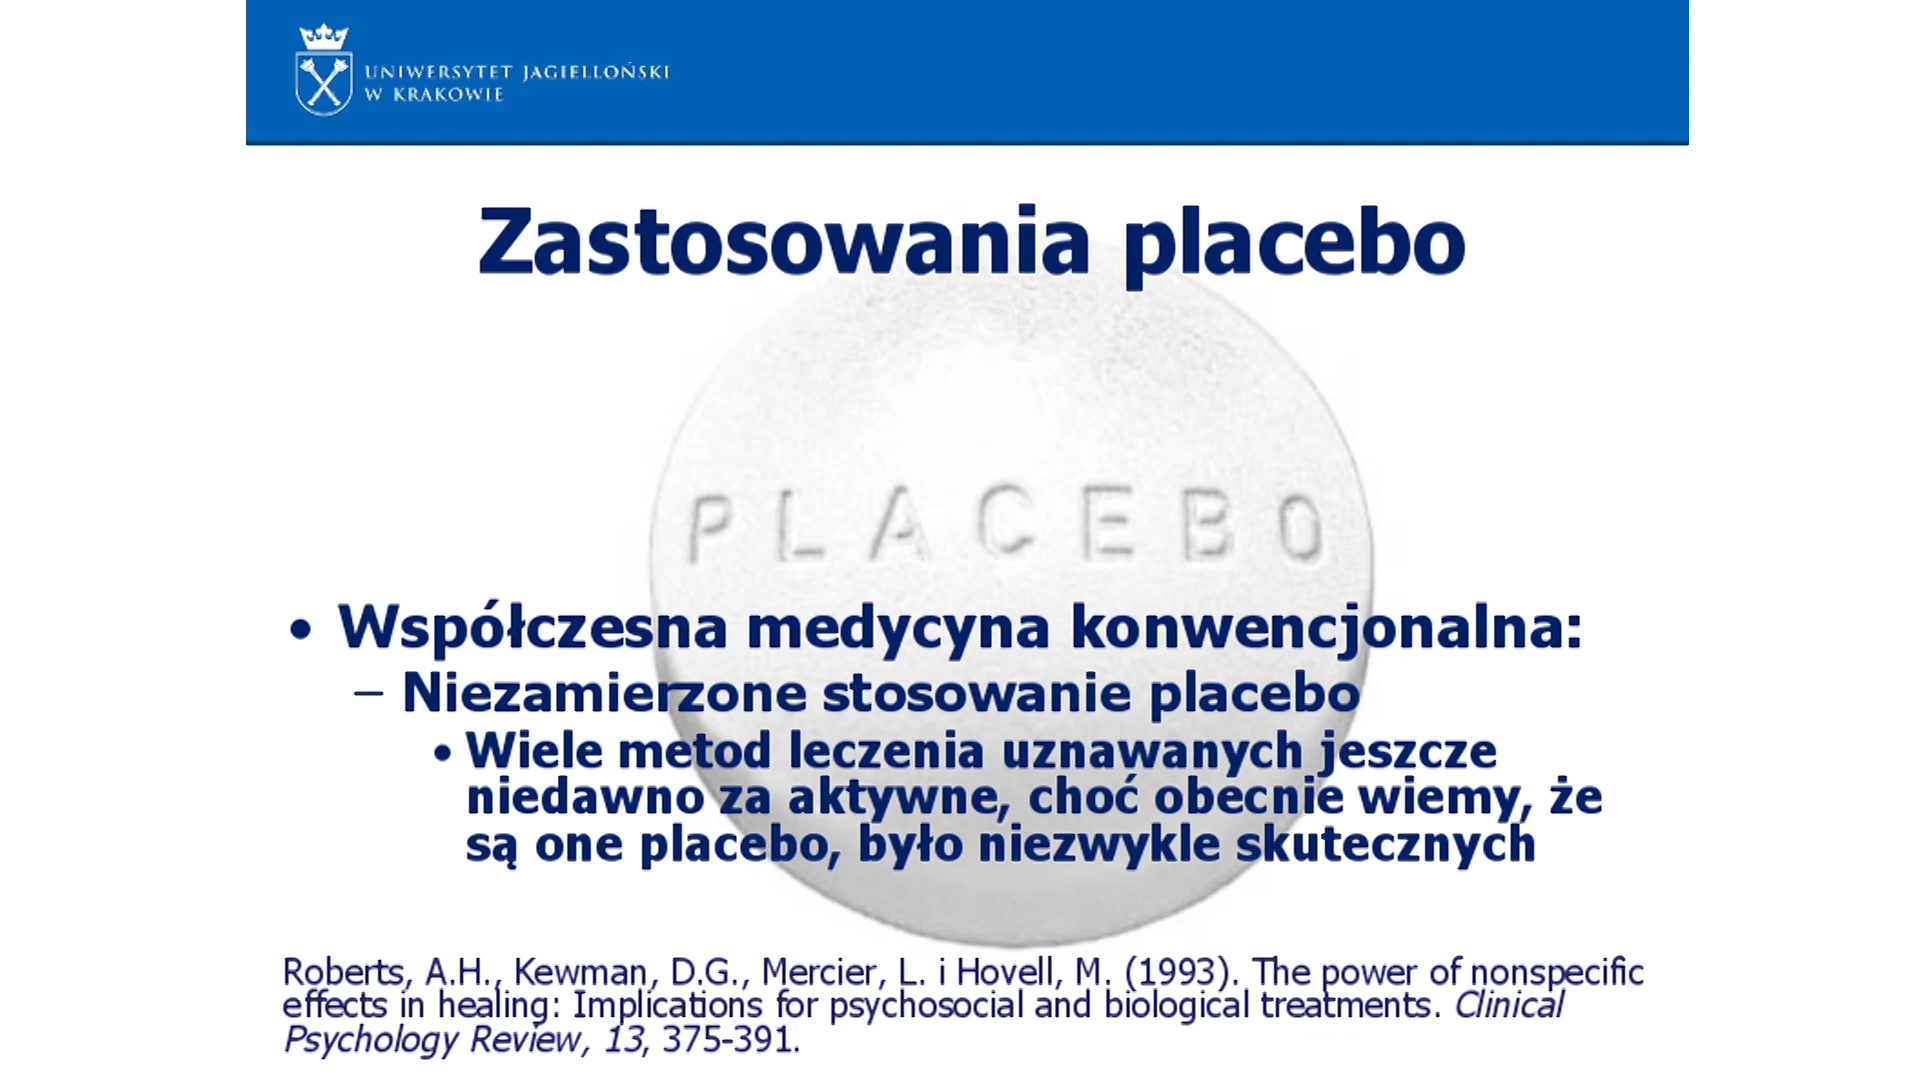 UNIWERSYTET JAGIELLOŃSKI
W KRAKOWIE
Zastosowania placebo
PLACEBO
• Współczesna medycyna konwencjonalna:
– Niezamierzone stosowanie placebo
• Wiele metod leczenia uznawanych jeszcze
niedawno za aktywne, choć obecnie wiemy, że
są one placebo, było niezwykle skutecznych
Roberts, A.H., Kewman, D.G., Mercier, L. i Hovell, M. (1993). The power of nonspecific
effects in healing: Implications for psychosocial and biological treatments. Clinical
Psychology Review, 13, 375-391.